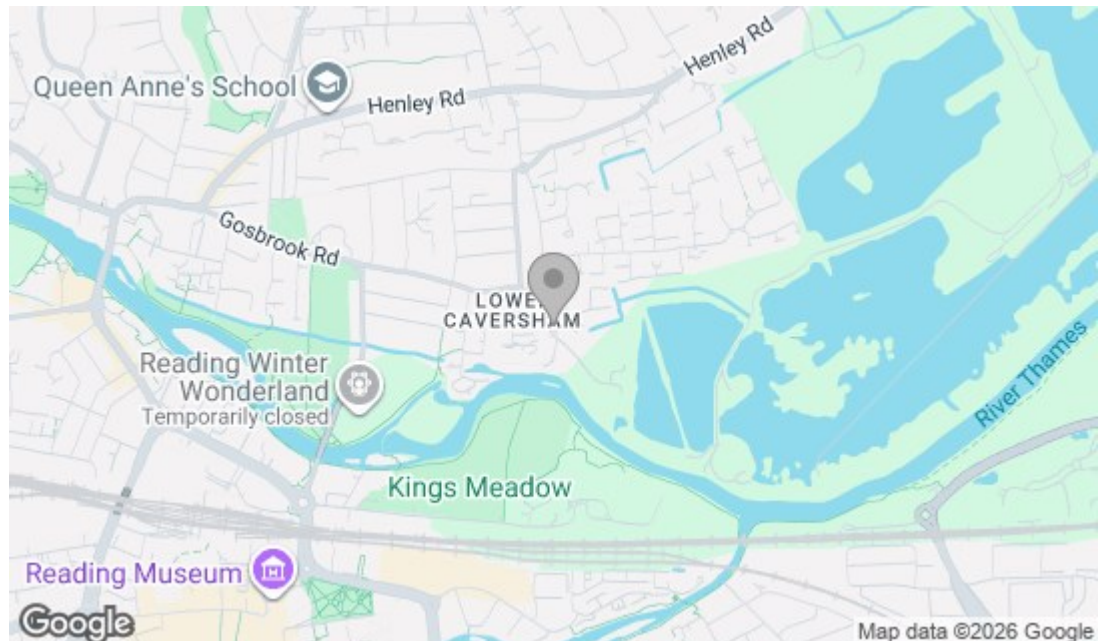 Henley Rd
Queen Anne's School
Henley Rd
Gosbrook Rd
LOWER
CAVERSHAM
Reading Winter
Wonderland
Temporarily closed
River Thames
Kings Meadow
Reading Museum
Google
Map data ©2026 Google